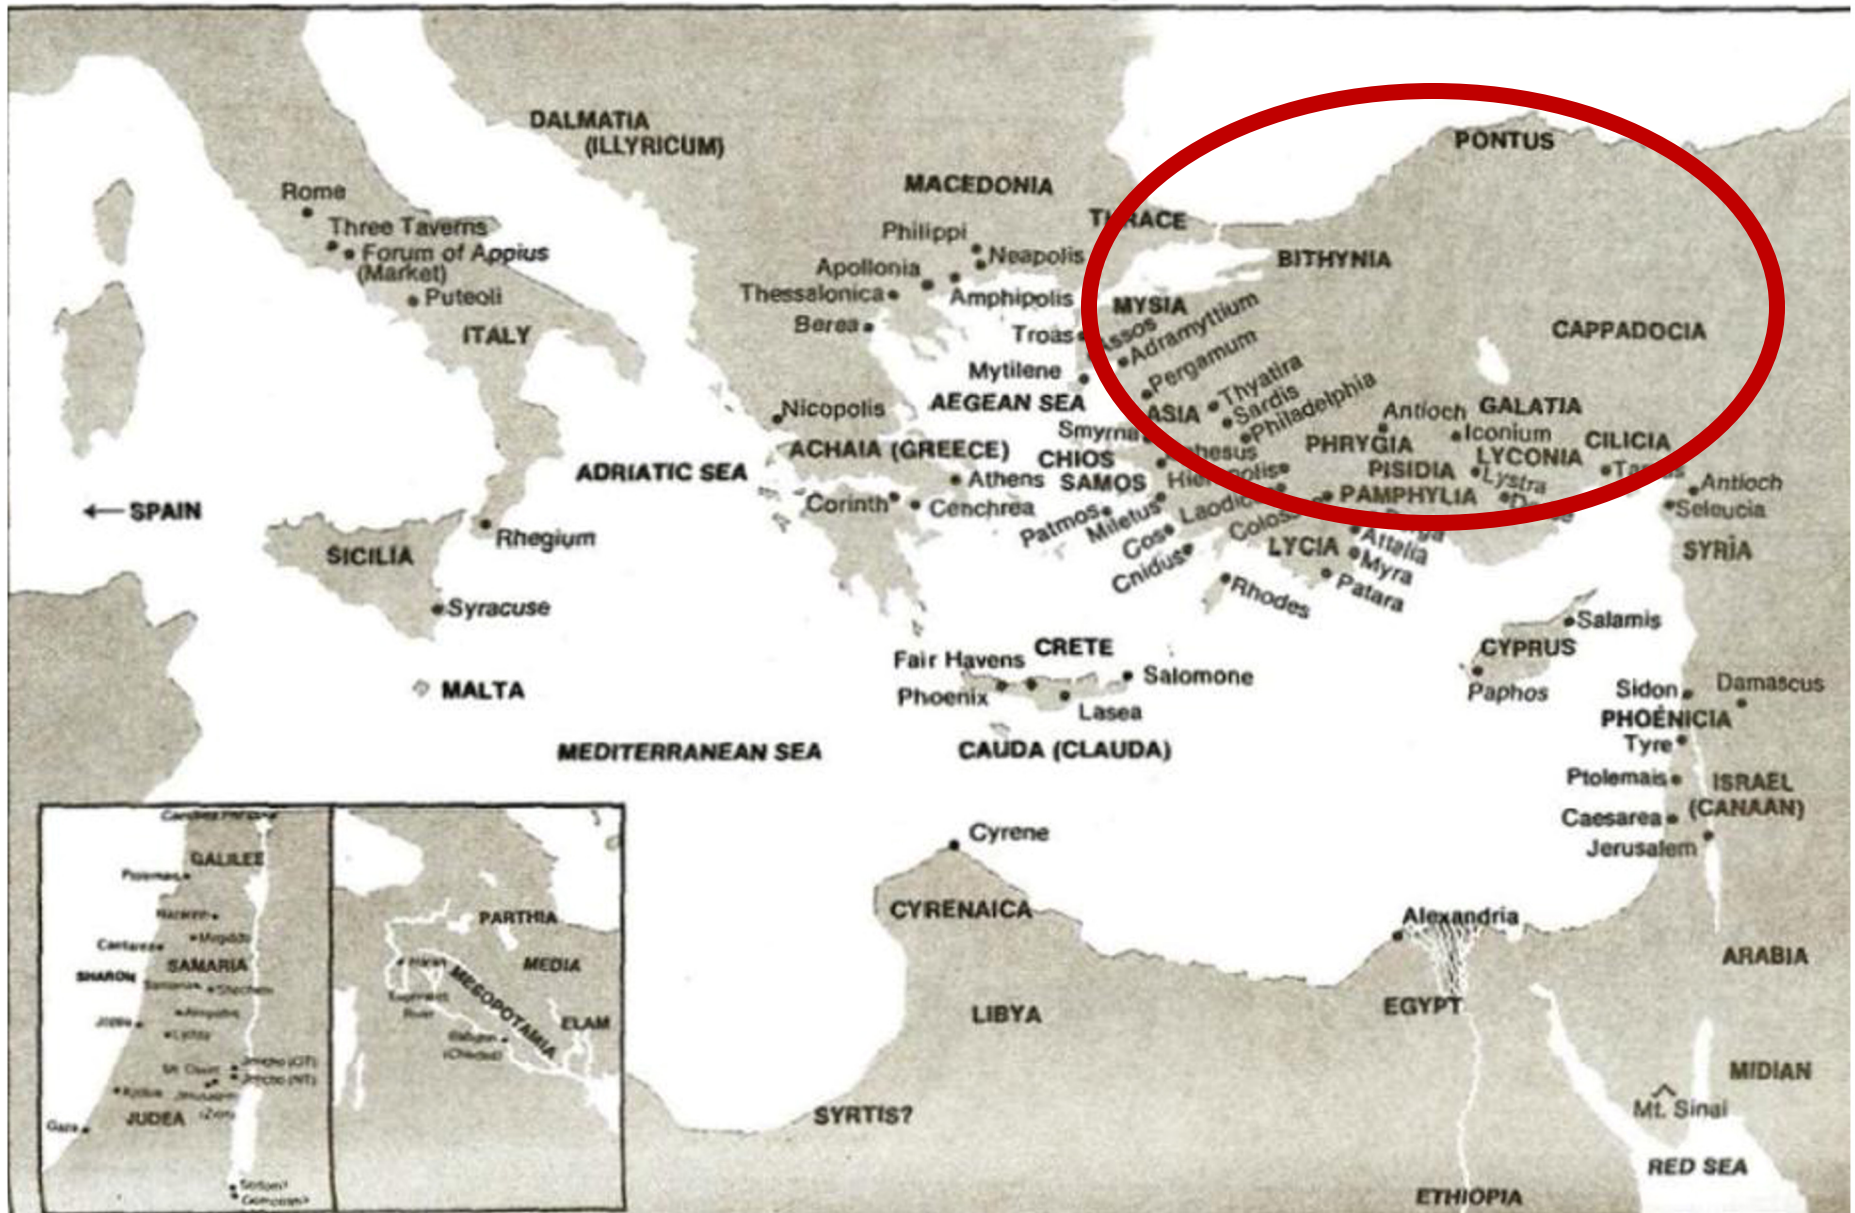 DALMATIA
(ILLYRICUM)
PONTUS
MACEDONIA
Rome
THRACE
Three Taverns
Philippi
Forum of Appius
(Market)
Neapolis
BITHYNIA
Apollonia
Thessalonica
Amphipolis
Puteoli
MYSIA
Berea
Troas
ITALY
Assos
Adramyttium
CAPPADOCIA
Mytilene
Pergamum
Thyatira
AEGEAN SEA
Nicopolis
ASIA
Sardis
Philadelphia
Antioch
GALATIA
Smyrna
Iconium
CILICIA
ACHAIA (GREECE)
PHRYGIA
LYCONIA
CHIOS
PISIDIA
ADRIATIC SEA
Athens
SAMOS
Lystra
Antioch
Corinth
Cenchrea
PAMPHYLIA
Seleucia
← SPAIN
Patmos
Miletus
Rhegium
Cos
LYCIA
Attalia
SYRIA
SICILIA
Cnidus
Myra
Rhodes
Patara
Syracuse
Salamis
CYPRUS
CRETE
Fair Havens
Salomone
MALTA
Phoenix
Paphos
Sidon
Damascus
Lasea
PHOENICIA
Tyre
MEDITERRANEAN SEA
CAUDA (CLAUDA)
Ptolemais
ISRAEL
(CANAAN)
Caesarea
Jerusalem
Cyrene
CYRENAICA
Alexandria
ARABIA
EGYPT
LIBYA
MIDIAN
SYRTIS?
Mt. Sinai
RED SEA
ETHIOPIA
GALILEE
SAMARIA
SHARON
JUDEA
Gaza
PARTHIA
MEDIA
MESOPOTAMIA
ELAM